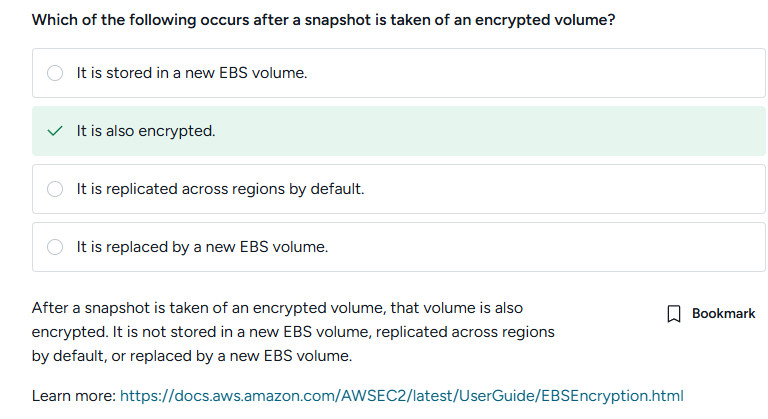 Which of the following occurs after a snapshot is taken of an encrypted volume?
It is stored in a new EBS volume.
It is also encrypted.
It is replicated across regions by default.
It is replaced by a new EBS volume.
After a snapshot is taken of an encrypted volume, that volume is also
encrypted. It is not stored in a new EBS volume, replicated across regions
by default, or replaced by a new EBS volume.
Bookmark
Learn more: https://docs.aws.amazon.com/AWSEC2/latest/UserGuide/EBSEncryption.html